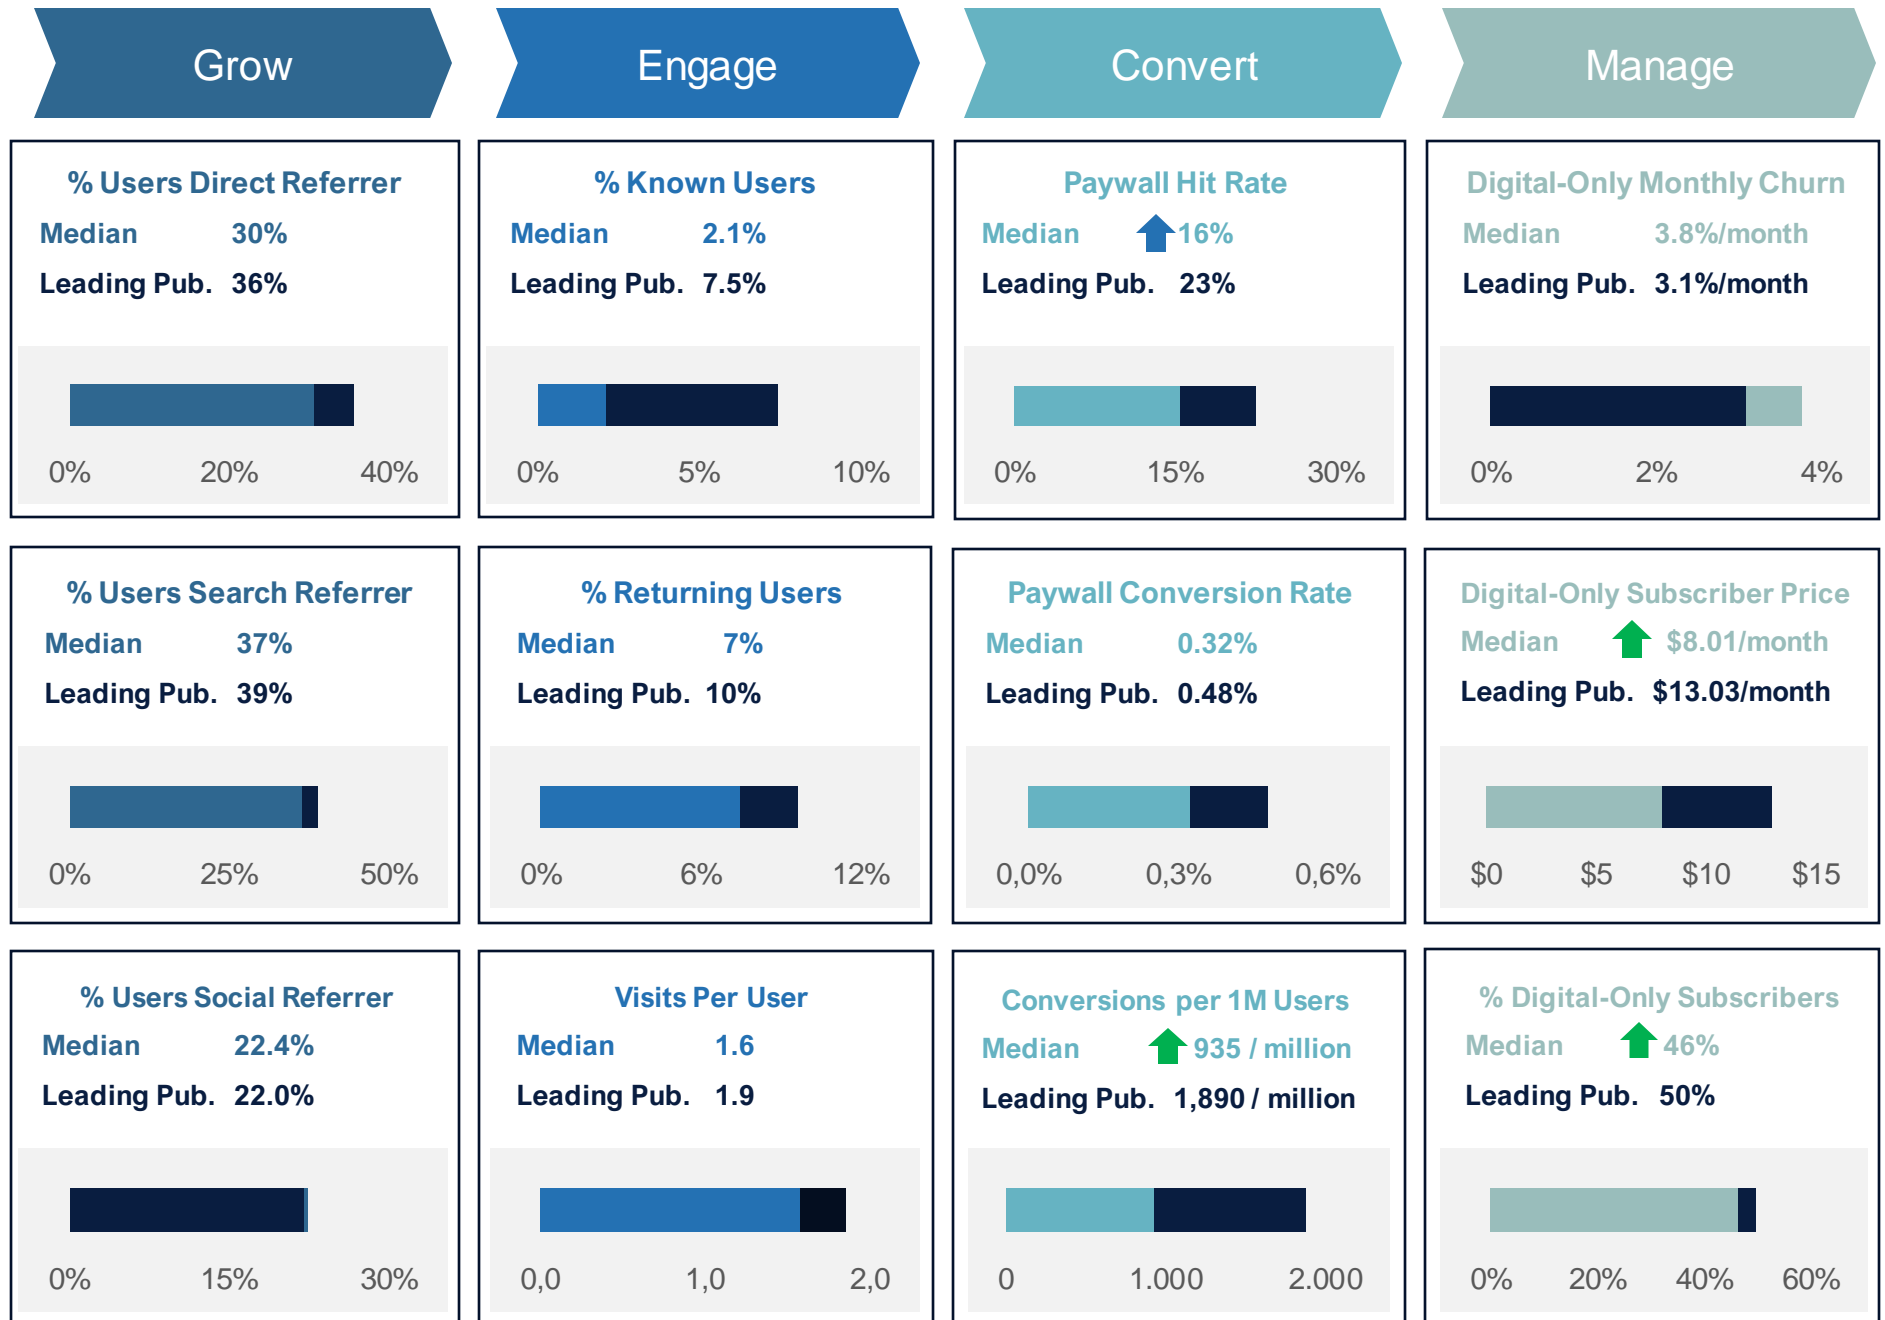 Grow
Engage
Convert
Manage
% Users Direct Referrer
Median 30%
Leading Pub. 36%
0% 20% 40%
% Known Users
Median 2.1%
Leading Pub. 7.5%
0% 5% 10%
Paywall Hit Rate
Median 16%
Leading Pub. 23%
0% 15% 30%
Digital-Only Monthly Churn
Median 3.8%/month
Leading Pub. 3.1%/month
0% 2% 4%
% Users Search Referrer
Median 37%
Leading Pub. 39%
0% 25% 50%
% Returning Users
Median 7%
Leading Pub. 10%
0% 6% 12%
Paywall Conversion Rate
Median 0.32%
Leading Pub. 0.48%
0,0% 0,3% 0,6%
Digital-Only Subscriber Price
Median $8.01/month
Leading Pub. $13.03/month
$0 $5 $10 $15
% Users Social Referrer
Median 22.4%
Leading Pub. 22.0%
0% 15% 30%
Visits Per User
Median 1.6
Leading Pub. 1.9
0,0 1,0 2,0
Conversions per 1M Users
Median 935 / million
Leading Pub. 1,890 / million
0 1.000 2.000
% Digital-Only Subscribers
Median 46%
Leading Pub. 50%
0% 20% 40% 60%